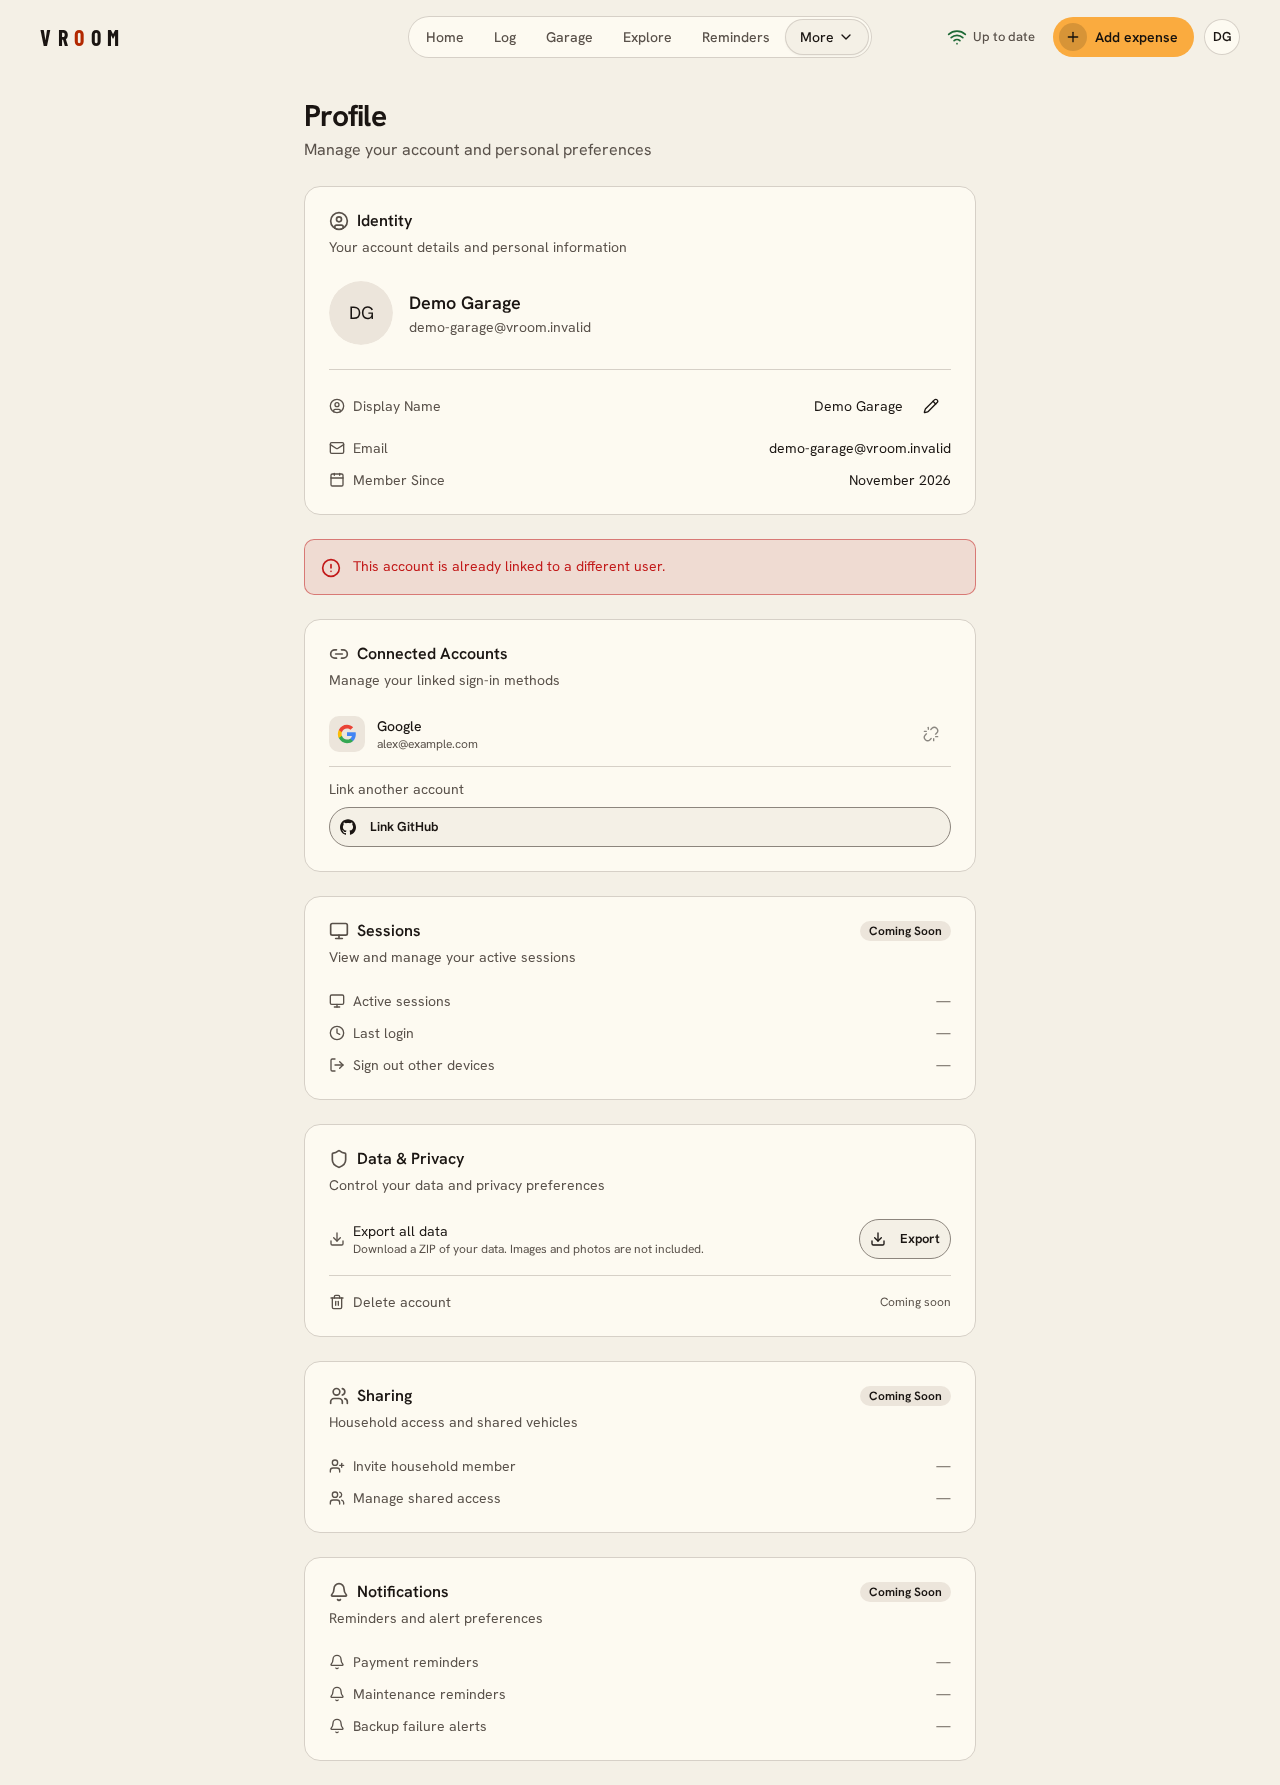 VROOM
Home Log Garage Explore Reminders More
Up to date
Add expense
DG
Profile
Manage your account and personal preferences
Identity
Your account details and personal information
DG
Demo Garage
demo-garage@vroom.invalid
Display Name Demo Garage
Email demo-garage@vroom.invalid
Member Since November 2026
This account is already linked to a different user.
Connected Accounts
Manage your linked sign-in methods
Google
alex@example.com
Link another account
Link GitHub
Sessions Coming Soon
View and manage your active sessions
Active sessions —
Last login —
Sign out other devices —
Data & Privacy
Control your data and privacy preferences
Export all data
Download a ZIP of your data. Images and photos are not included.
Export
Delete account Coming soon
Sharing Coming Soon
Household access and shared vehicles
Invite household member —
Manage shared access —
Notifications Coming Soon
Reminders and alert preferences
Payment reminders —
Maintenance reminders —
Backup failure alerts —